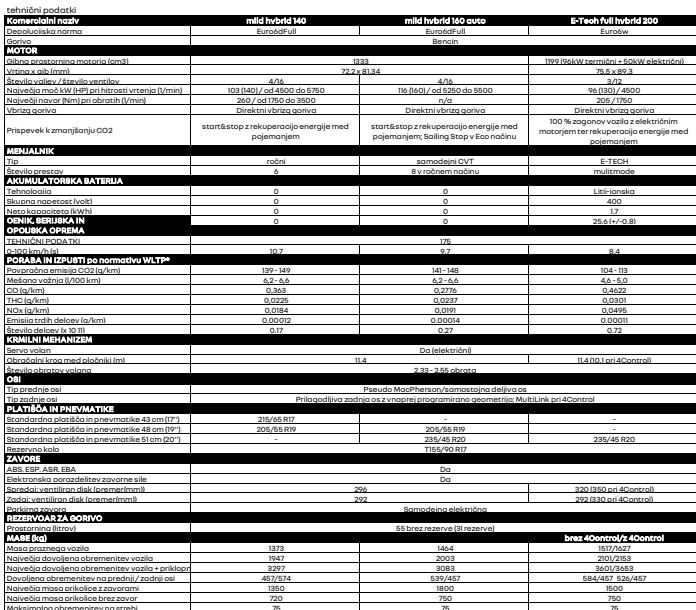 tehnični podatki
Komercialni naziv mild hybrid 140 mild hybrid 160 auto E-Tech full hybrid 200
Depolucijska norma Euro6dFull Euro6dFull Euro6w
Gorivo Bencin
MOTOR
Gibna prostornina motorja (cm3) 1333 1199 (96kW termični + 50kW električni)
Vrtina x gib (mm) 72,2 x 81,34 75,5 x 89,3
Število valjev / število ventilov 4/16 4/16 3/12
Največja moč kW (HP) pri hitrosti vrtenja (1/min) 103 (140)/ od 4500 do 5750 116 (160)/ od 5250 do 5500 96 (130) / 4500
Največji navor (Nm) pri obratih (1/min) 260 / od 1750 do 3500 n/a 205 / 1750
Vbrizg goriva Direktni vbrizg goriva Direktni vbrizg goriva Direktni vbrizg goriva
Prispevek k zmanjšanju CO2 start&stop z rekuperacijo energije med pojemanjem start&stop z rekuperacijo energije med pojemanjem; Sailing Stop v Eco načinu 100 % zagonov vozila z električnim motorjem ter rekuperacijo energije med pojemanjem
MENJALNIK
Tip ročni samodejni CVT E-TECH
Število prestav 6 8 v ročnem načinu mulitmode
AKUMULATORSKA BATERIJA
Tehnologija 0 0 Litij-ionska
Skupna napetost (volt) 0 0 400
Neto kapaciteta (kWh) 0 0 1,7
CENIK, SERIJSKA IN 0 0 25,6 (+/-0,8)
OPCIJSKA OPREMA
TEHNIČNI PODATKI 175
0-100 km/h (s) 10,7 9,7 8,4
PORABA IN IZPUSTI po normativu WLTP*
Povprečna emisija CO2 (g/km) 139 - 149 141 - 148 104 - 113
Mešana vožnja (l/100 km) 6,2 - 6,6 6,2 - 6,6 4,6 - 5,0
CO (g/km) 0,363 0,2776 0,4622
THC (g/km) 0,0225 0,0237 0,0301
NOx (g/km) 0,0184 0,0191 0,0495
Emisija trdih delcev (g/km) 0.00012 0.00014 0.00011
Število delcev (x 10 11) 0.17 0.27 0.72
KRMILNI MEHANIZEM
Servo volan Da (električni)
Obračalni krog med pločniki (m) 11,4 11,4 (10,1 pri 4Control)
Število obratov volana 2,33 - 2,55 obrata
OSI
Tip prednje osi Pseudo MacPherson/samostojna deljiva os
Tip zadnje osi Prilagodljiva zadnja os z vnaprej programirano geometrijo; MultiLink pri 4Control
PLATIŠČA IN PNEVMATIKE
Standardna platišča in pnevmatike 43 cm (17'') 215/65 R17 - -
Standardna platišča in pnevmatike 48 cm (19'') 205/55 R19 205/55 R19 -
Standardna platišča in pnevmatike 51 cm (20'') - 235/45 R20 235/45 R20
Rezervno kolo T155/90 R17
ZAVORE
ABS, ESP, ASR, EBA Da
Elektronska porazdelitev zavorne sile Da
Spredaj: ventiliran disk (premer(mm)) 296 320 (350 pri 4Control)
Zadaj: ventiliran disk (premer(mm)) 292 292 (330 pri 4Control)
Parkirna zavora Samodejna električna
REZERVOAR ZA GORIVO
Prostornina (litrov) 55 brez rezerve (3l rezerve)
MASE (kg) brez 4Control/z 4Control
Masa praznega vozila 1373 1464 1517/1627
Največja dovoljena obremenitev vozila 1947 2003 2101/2153
Največja dovoljena obremenitev vozila + priklopn 3297 3083 3601/3653
Dovoljena obremenitev na prednji / zadnji osi 457/574 539/457 584/457 526/457
Največja masa prikolice z zavorami 1350 1800 1500
Največja masa prikolice brez zavor 720 750 750
Maksimalna obremenitev na strehi 75 75 75